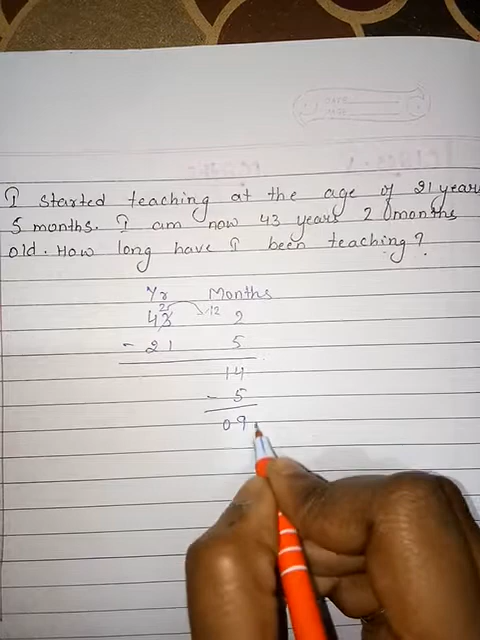 I started teaching at the age of 21 years
5 months. I am now 43 years 2 months
old. How long have I been teaching?
Yr Months
2 12
43 2
- 21 5
14
- 5
09